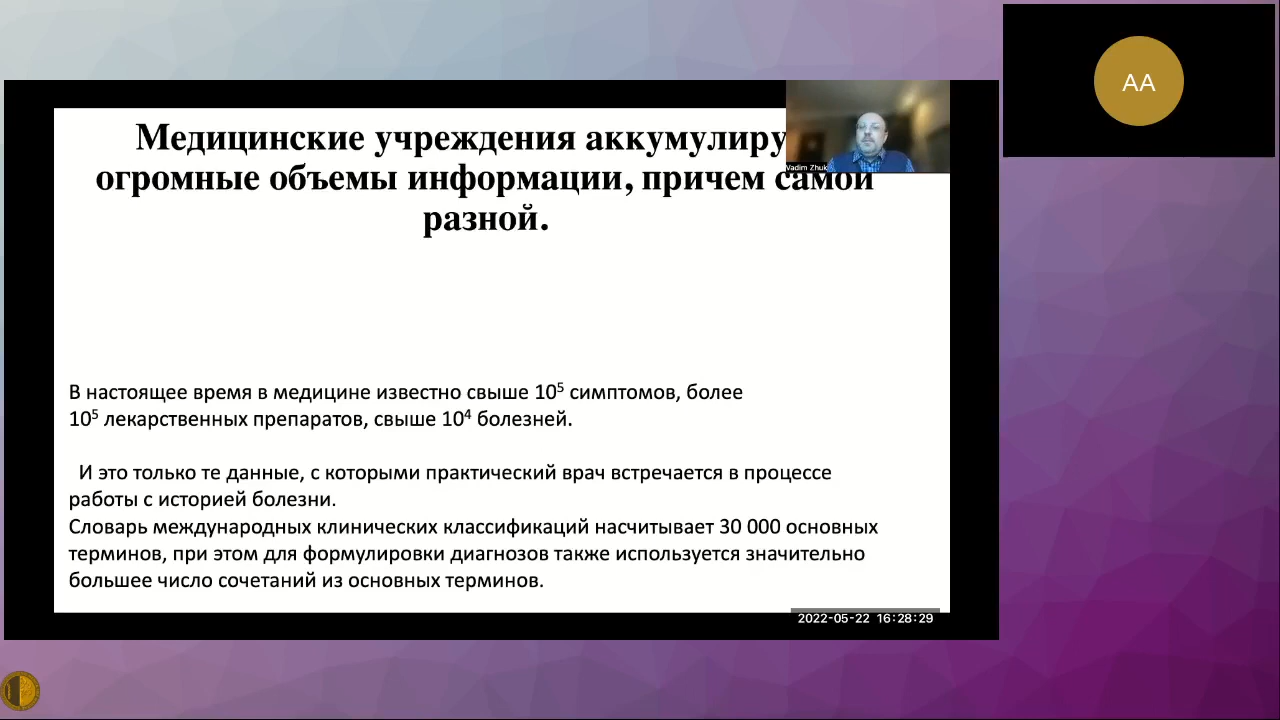 Медицинские учреждения аккумулиру
огромные объемы информации, причем самой
разной.
Vadim Zhuk
AA
В настоящее время в медицине известно свыше 10⁵ симптомов, более
10⁵ лекарственных препаратов, свыше 10⁴ болезней.
И это только те данные, с которыми практический врач встречается в процессе
работы с историей болезни.
Словарь международных клинических классификаций насчитывает 30 000 основных
терминов, при этом для формулировки диагнозов также используется значительно
большее число сочетаний из основных терминов.
2022-05-22 16:28:29